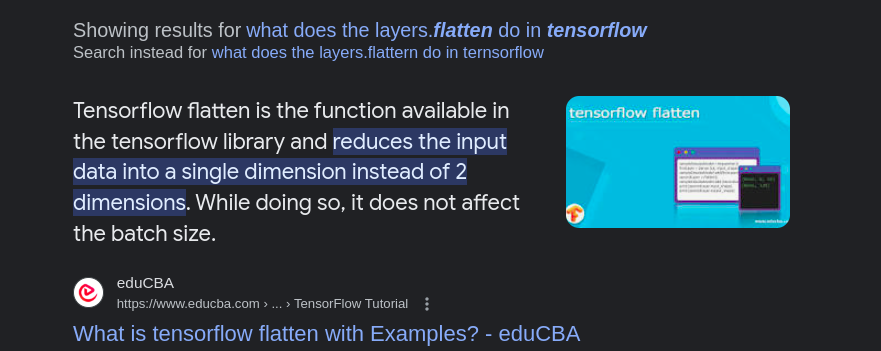 Showing results for what does the layers.flatten do in tensorflow
Search instead for what does the layers.flattern do in ternsorflow
Tensorflow flatten is the function available in
the tensorflow library and reduces the input
data into a single dimension instead of 2
dimensions. While doing so, it does not affect
the batch size.
tensorflow flatten
eduCBA
https://www.educba.com › ... › TensorFlow Tutorial
What is tensorflow flatten with Examples? - eduCBA